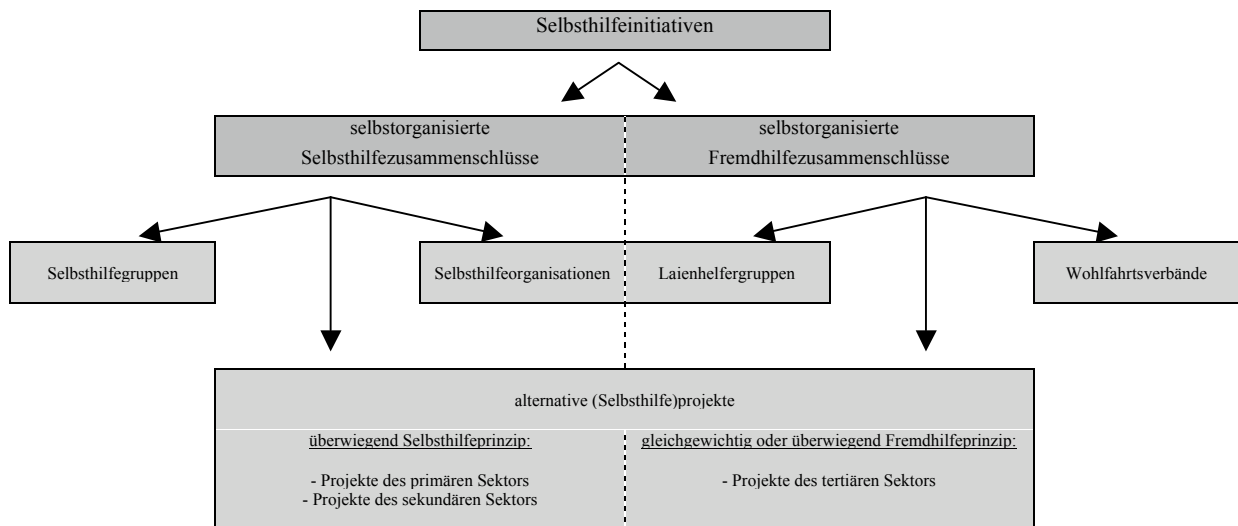 Selbsthilfeinitiativen
selbstorganisierte
Selbsthilfezusammenschlüsse
selbstorganisierte
Fremdhilfezusammenschlüsse
Selbsthilfegruppen
Selbsthilfeorganisationen
Laienhelfergruppen
Wohlfahrtsverbände
alternative (Selbsthilfe)projekte
überwiegend Selbsthilfeprinzip:
- Projekte des primären Sektors
- Projekte des sekundären Sektors
gleichgewichtig oder überwiegend Fremdhilfeprinzip:
- Projekte des tertiären Sektors